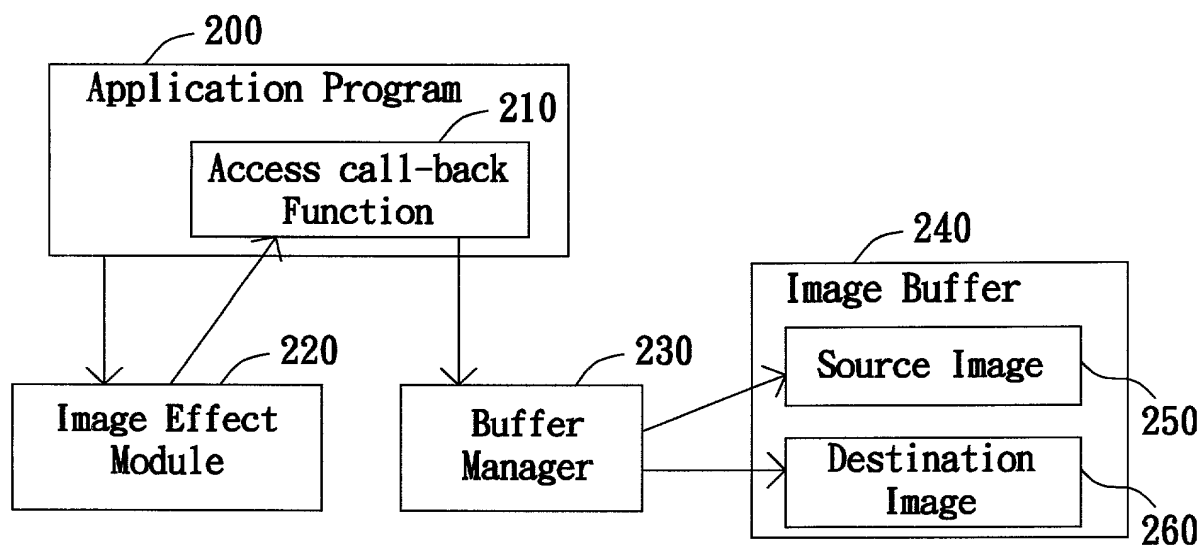 200
Application Program
210
Access call-back
Function
240
Image Buffer
220
230
Source Image
250
Image Effect
Module
Buffer
Manager
Destination
Image
260